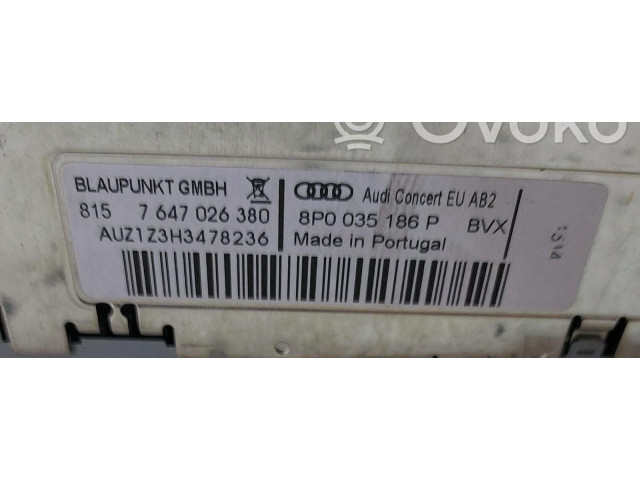 Ovoko
BLAUPUNKT GMBH
815 7 647 026 380
AUZ1Z3H3478236
Audi Concert EU AB2
8P0 035 186 P BVX
Made in Portugal